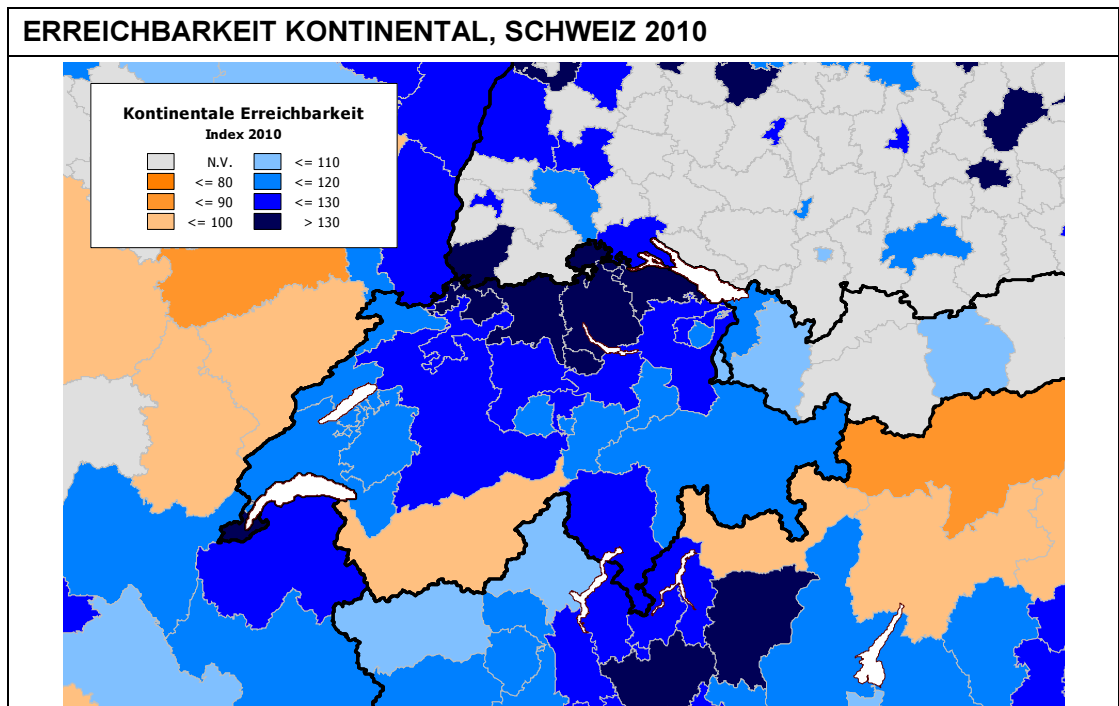 ERREICHBARKEIT KONTINENTAL, SCHWEIZ 2010
Kontinentale Erreichbarkeit
Index 2010
N.V. <= 110
<= 80 <= 120
<= 90 <= 130
<= 100 > 130